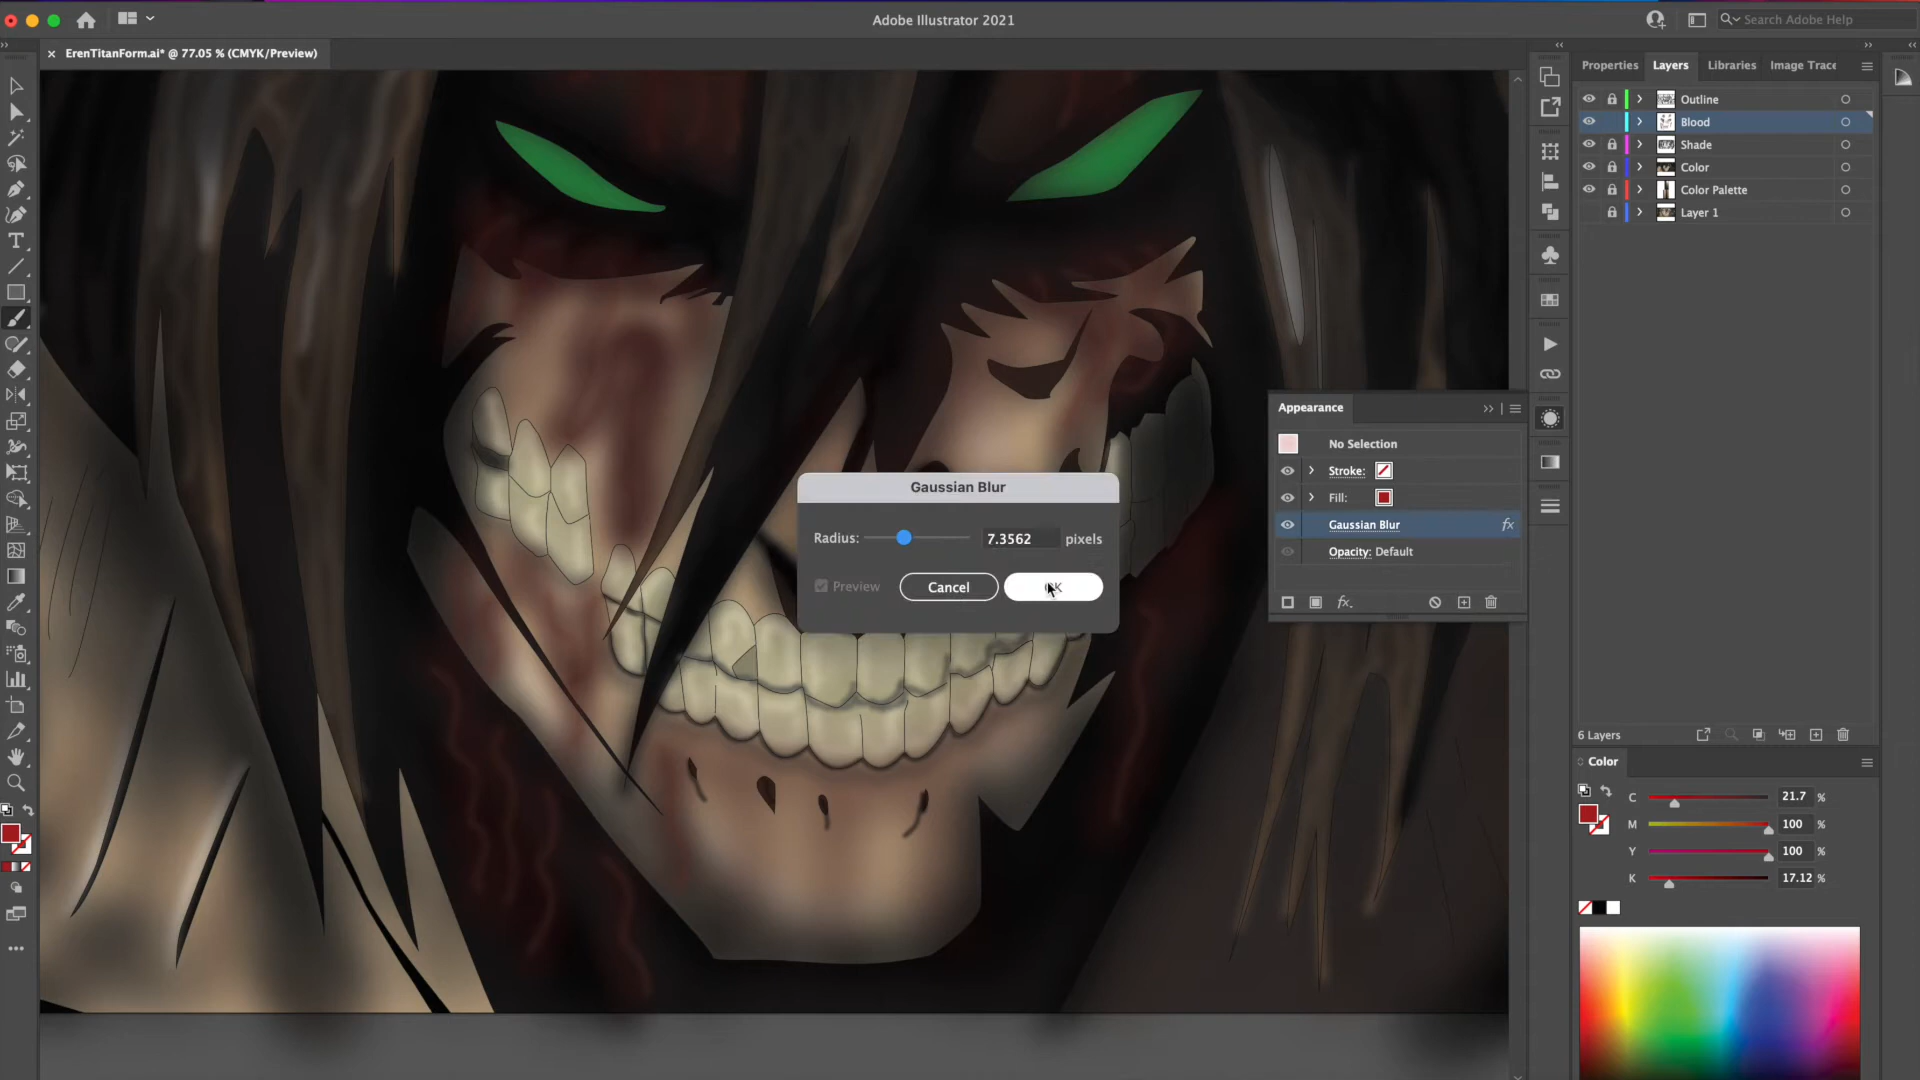 Adobe Illustrator 2021
Search Adobe Help
ErenTitanForm.ai* @ 77.05 % (CMYK/Preview)
Properties
Layers
Libraries
Image Trace
Outline
Blood
Shade
Color
Color Palette
Layer 1
Appearance
No Selection
Stroke:
Fill:
Gaussian Blur
fx
Opacity: Default
fx.
Gaussian Blur
Radius:
7.3562
pixels
Preview
Cancel
6 Layers
Color
C
21.7
%
M
100
%
Y
100
%
K
17.12
%